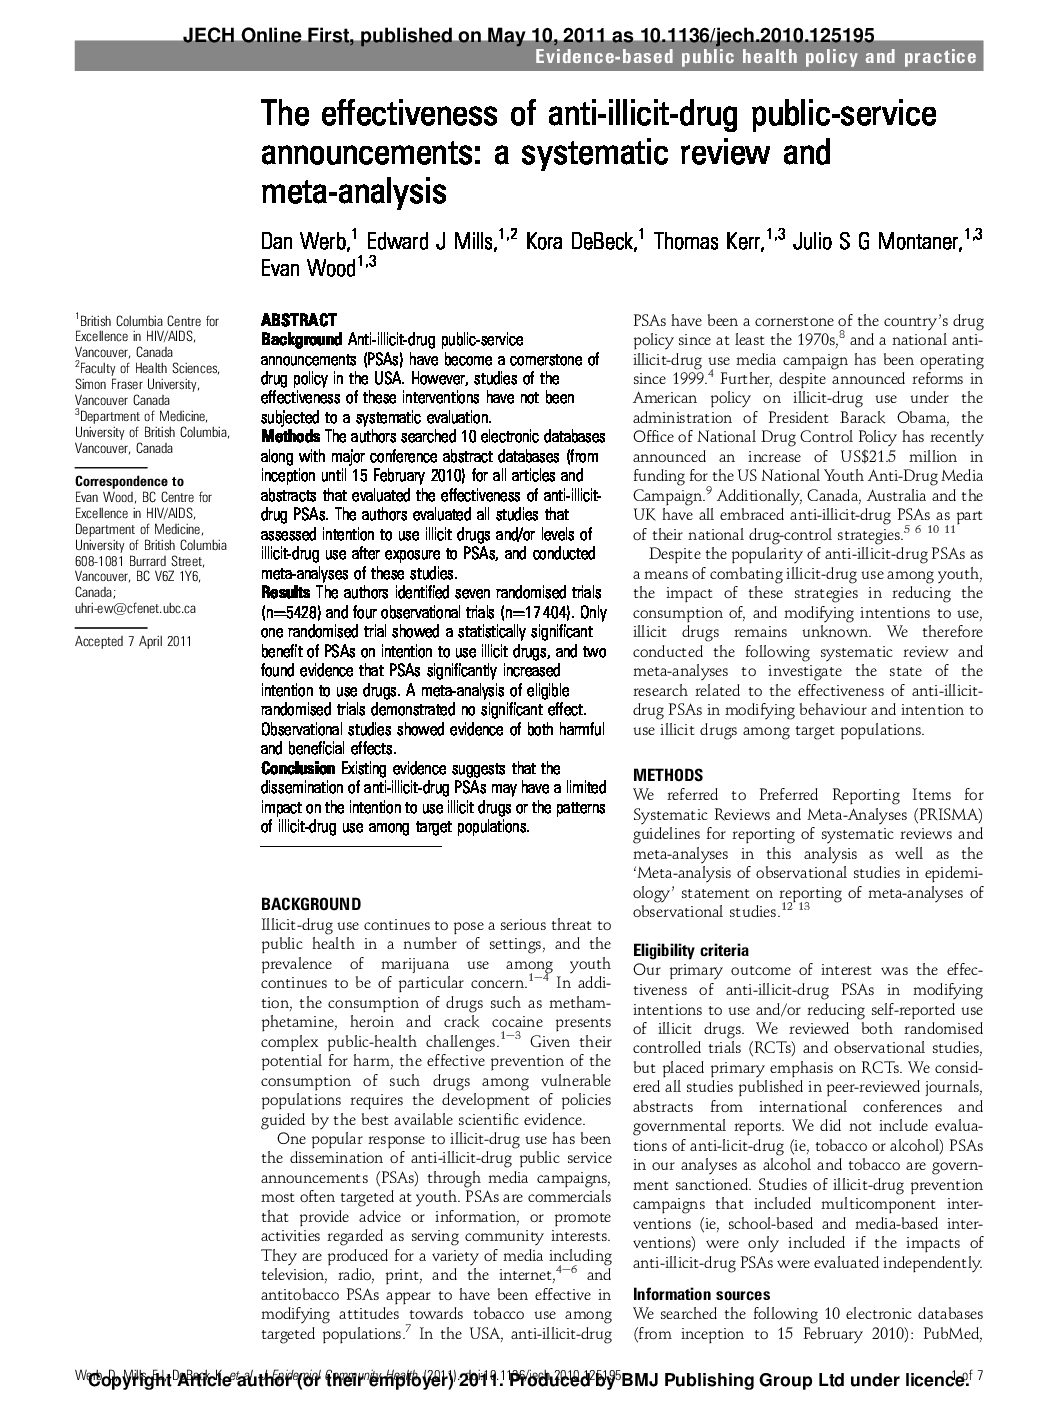 JECH Online First, published on May 10, 2011 as 10.1136/jech.2010.125195
Evidence-based public health policy and practice
The effectiveness of anti-illicit-drug public-service
announcements: a systematic review and
meta-analysis
Dan Werb,1 Edward J Mills,1,2 Kora DeBeck,1 Thomas Kerr,1,3 Julio S G Montaner,1,3
Evan Wood1,3
1British Columbia Centre for
Excellence in HIV/AIDS,
Vancouver, Canada
2Faculty of Health Sciences,
Simon Fraser University,
Vancouver Canada
3Department of Medicine,
University of British Columbia,
Vancouver, Canada
Correspondence to
Evan Wood, BC Centre for
Excellence in HIV/AIDS,
Department of Medicine,
University of British Columbia
608-1081 Burrard Street,
Vancouver, BC V6Z 1Y6,
Canada;
uhri-ew@cfenet.ubc.ca
Accepted 7 April 2011
ABSTRACT
Background Anti-illicit-drug public-service
announcements (PSAs) have become a cornerstone of
drug policy in the USA. However, studies of the
effectiveness of these interventions have not been
subjected to a systematic evaluation.
Methods The authors searched 10 electronic databases
along with major conference abstract databases (from
inception until 15 February 2010) for all articles and
abstracts that evaluated the effectiveness of anti-illicit-
drug PSAs. The authors evaluated all studies that
assessed intention to use illicit drugs and/or levels of
illicit-drug use after exposure to PSAs, and conducted
meta-analyses of these studies.
Results The authors identified seven randomised trials
(n=5428) and four observational trials (n=17 404). Only
one randomised trial showed a statistically significant
benefit of PSAs on intention to use illicit drugs, and two
found evidence that PSAs significantly increased
intention to use drugs. A meta-analysis of eligible
randomised trials demonstrated no significant effect.
Observational studies showed evidence of both harmful
and beneficial effects.
Conclusion Existing evidence suggests that the
dissemination of anti-illicit-drug PSAs may have a limited
impact on the intention to use illicit drugs or the patterns
of illicit-drug use among target populations.
BACKGROUND
Illicit-drug use continues to pose a serious threat to
public health in a number of settings, and the
prevalence of marijuana use among youth
continues to be of particular concern.1–4 In addi-
tion, the consumption of drugs such as metham-
phetamine, heroin and crack cocaine presents
complex public-health challenges.1–3 Given their
potential for harm, the effective prevention of the
consumption of such drugs among vulnerable
populations requires the development of policies
guided by the best available scientific evidence.
One popular response to illicit-drug use has been
the dissemination of anti-illicit-drug public service
announcements (PSAs) through media campaigns,
most often targeted at youth. PSAs are commercials
that provide advice or information, or promote
activities regarded as serving community interests.
They are produced for a variety of media including
television, radio, print, and the internet,4–6 and
antitobacco PSAs appear to have been effective in
modifying attitudes towards tobacco use among
targeted populations.7 In the USA, anti-illicit-drug
PSAs have been a cornerstone of the country's drug
policy since at least the 1970s,8 and a national anti-
illicit-drug use media campaign has been operating
since 1999.4 Further, despite announced reforms in
American policy on illicit-drug use under the
administration of President Barack Obama, the
Office of National Drug Control Policy has recently
announced an increase of US$21.5 million in
funding for the US National Youth Anti-Drug Media
Campaign.9 Additionally, Canada, Australia and the
UK have all embraced anti-illicit-drug PSAs as part
of their national drug-control strategies.5 6 10 11
Despite the popularity of anti-illicit-drug PSAs as
a means of combating illicit-drug use among youth,
the impact of these strategies in reducing the
consumption of, and modifying intentions to use,
illicit drugs remains unknown. We therefore
conducted the following systematic review and
meta-analyses to investigate the state of the
research related to the effectiveness of anti-illicit-
drug PSAs in modifying behaviour and intention to
use illicit drugs among target populations.
METHODS
We referred to Preferred Reporting Items for
Systematic Reviews and Meta-Analyses (PRISMA)
guidelines for reporting of systematic reviews and
meta-analyses in this analysis as well as the
'Meta-analysis of observational studies in epidemi-
ology' statement on reporting of meta-analyses of
observational studies.12 13
Eligibility criteria
Our primary outcome of interest was the effec-
tiveness of anti-illicit-drug PSAs in modifying
intentions to use and/or reducing self-reported use
of illicit drugs. We reviewed both randomised
controlled trials (RCTs) and observational studies,
but placed primary emphasis on RCTs. We consid-
ered all studies published in peer-reviewed journals,
abstracts from international conferences and
governmental reports. We did not include evalua-
tions of anti-licit-drug (ie, tobacco or alcohol) PSAs
in our analyses as alcohol and tobacco are govern-
ment sanctioned. Studies of illicit-drug prevention
campaigns that included multicomponent inter-
ventions (ie, school-based and media-based inter-
ventions) were only included if the impacts of
anti-illicit-drug PSAs were evaluated independently.
Information sources
We searched the following 10 electronic databases
(from inception to 15 February 2010): PubMed,
Werb D, Mills EJ, DeBeck K, et al. J Epidemiol Community Health (2011). doi:10.1136/jech.2010.125195 1 of 7
Copyright Article author (or their employer) 2011. Produced by BMJ Publishing Group Ltd under licence.